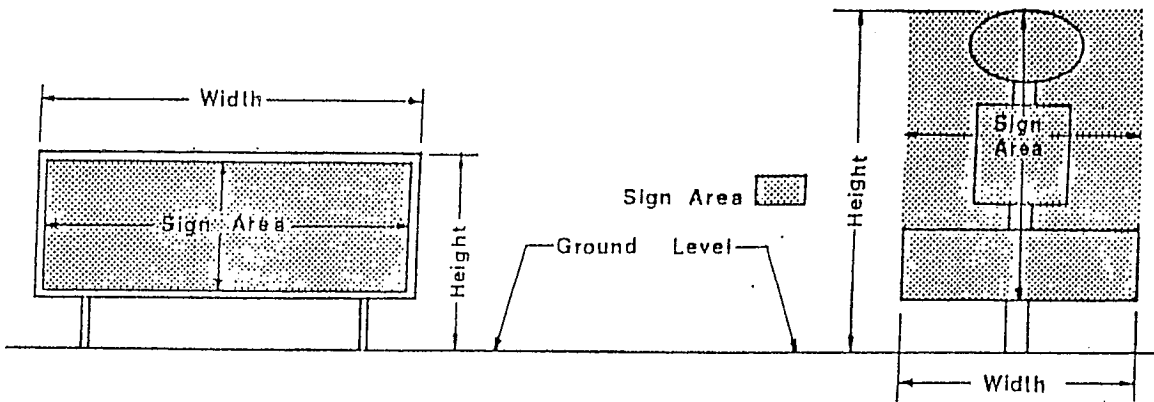 Width
Sign Area
Height
Sign Area
Ground Level
Height
Sign
Area
Width